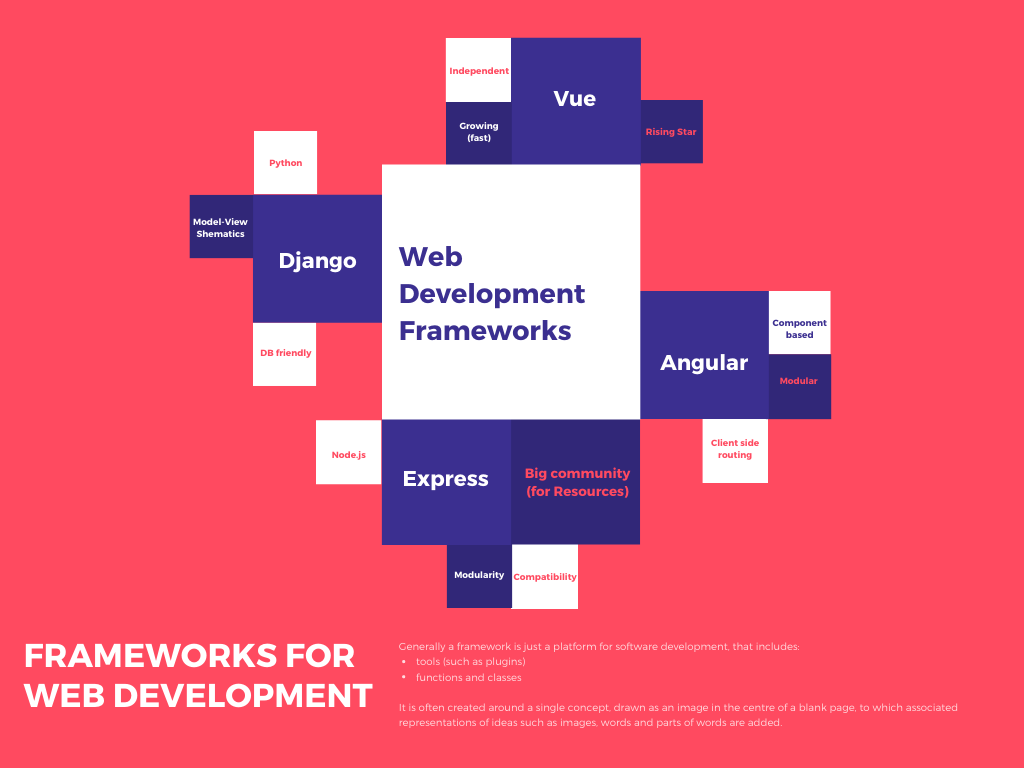 Independent
Vue
Growing
(fast)
Rising Star
Python
Model-View
Shematics
Django
DB friendly
Web
Development
Frameworks
Component
based
Angular
Modular
Client side
routing
Node.js
Express
Big community
(for Resources)
Modularity
Compatibility
FRAMEWORKS FOR
WEB DEVELOPMENT
Generally a framework is just a platform for software development, that includes:
• tools (such as plugins)
• functions and classes
It is often created around a single concept, drawn as an image in the centre of a blank page, to which associated
representations of ideas such as images, words and parts of words are added.